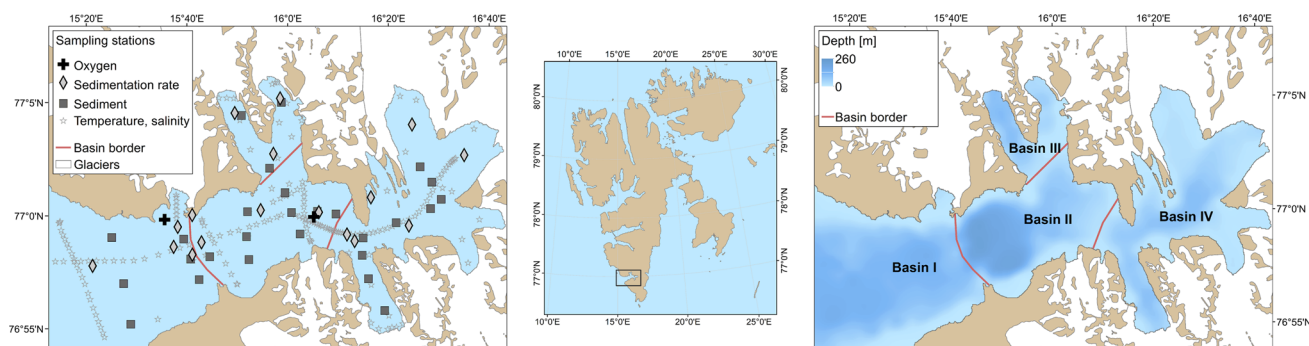 15°20'E 15°40'E 16°0'E 16°20'E 16°40'E
Sampling stations
Oxygen
Sedimentation rate
Sediment
Temperature, salinity
Basin border
Glaciers
77°5'N
77°0'N
76°55'N
10°0'E 15°0'E 20°0'E 25°0'E 30°0'E
80°0'N
79°0'N
78°0'N
77°0'N
80°0'N
79°0'N
78°0'N
77°0'N
10°0'E 15°0'E 20°0'E 25°0'E
15°20'E 15°40'E 16°0'E 16°20'E 16°40'E
Depth [m]
260
0
Basin border
Basin III
Basin II
Basin IV
Basin I
77°5'N
77°0'N
76°55'N